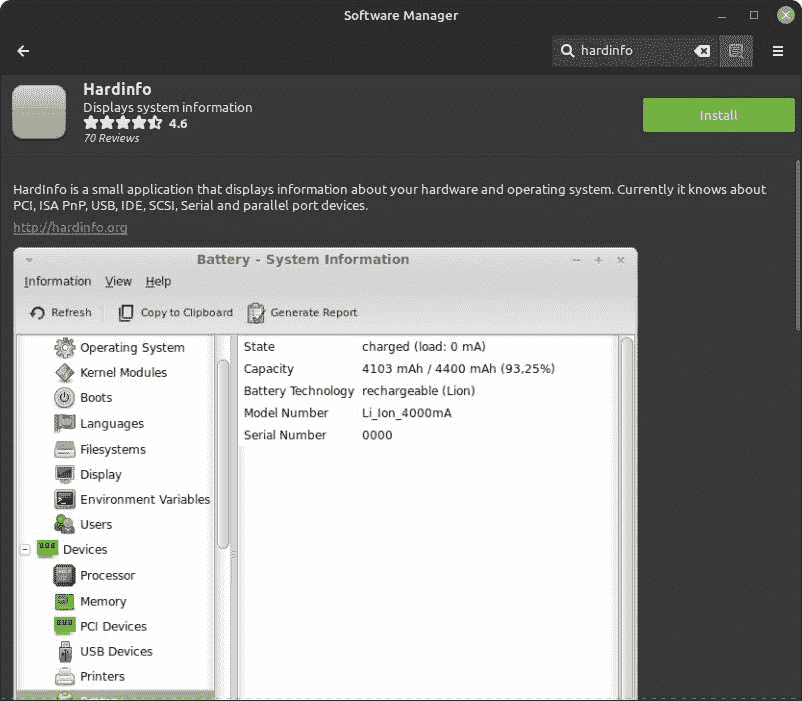 Software Manager
hardinfo
Hardinfo
Displays system information
4.6
70 Reviews
Install
HardInfo is a small application that displays information about your hardware and operating system. Currently it knows about
PCI, ISA PnP, USB, IDE, SCSI, Serial and parallel port devices.
http://hardinfo.org
Battery - System Information
Information View Help
Refresh Copy to Clipboard Generate Report
Operating System
Kernel Modules
Boots
Languages
Filesystems
Display
Environment Variables
Users
Devices
Processor
Memory
PCI Devices
USB Devices
Printers
State charged (load: 0 mA)
Capacity 4103 mAh / 4400 mAh (93,25%)
Battery Technology rechargeable (Lion)
Model Number Li_Ion_4000mA
Serial Number 0000